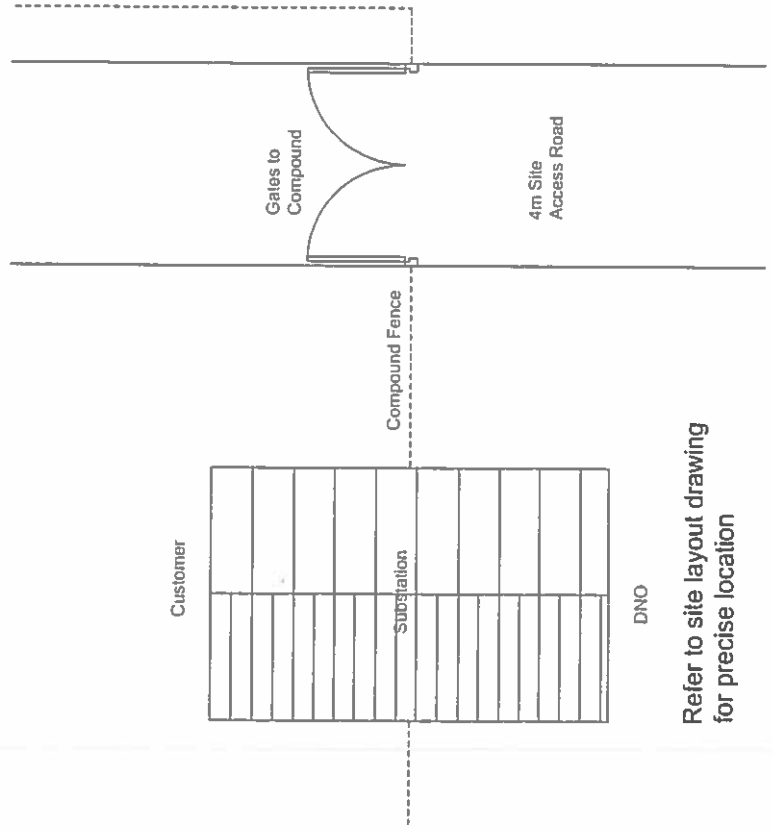 Customer
Substation
DNO
Compound Fence
Gates to
Compound
4m Site
Access Road
Refer to site layout drawing
for precise location